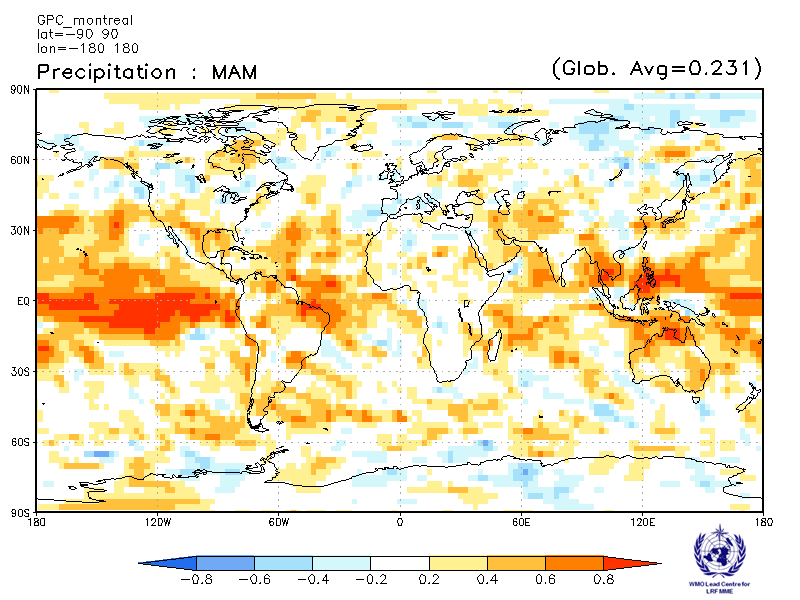 GPC_montreal
lat=−90 90
lon=−180 180
Precipitation : MAM
(Glob. Avg=0.231)
90N
60N
30N
EQ
30S
60S
90S
180 120W 60W 0 60E 120E 180
−0.8 −0.6 −0.4 −0.2 0.2 0.4 0.6 0.8
WMO Lead Centre for
LRF MME